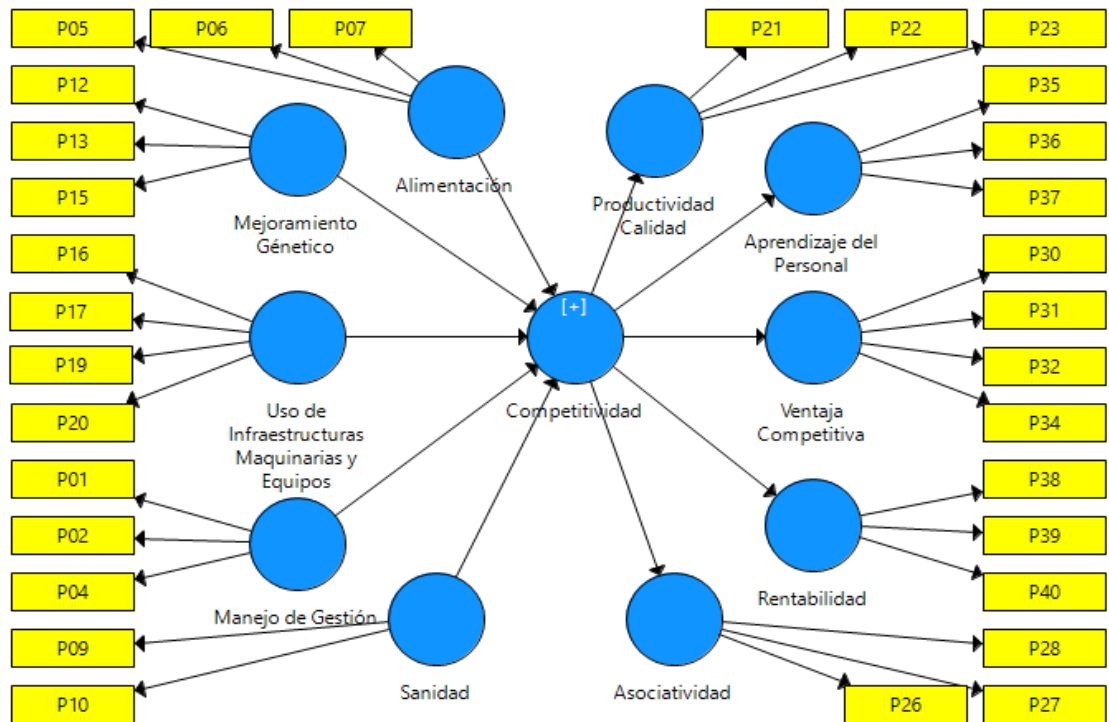 P05
P06
P07
P21
P22
P23
P12
P13
P15
P35
P36
P37
Alimentación
Mejoramiento
Génetico
Productividad
Calidad
Aprendizaje del
Personal
P16
P17
P19
P20
[+]
Competitividad
Uso de
Infraestructuras
Maquinarias y
Equipos
Ventaja
Competitiva
P30
P31
P32
P34
P01
P02
P04
Manejo de Gestión
Rentabilidad
P38
P39
P40
P09
P10
Sanidad
Asociatividad
P28
P26
P27